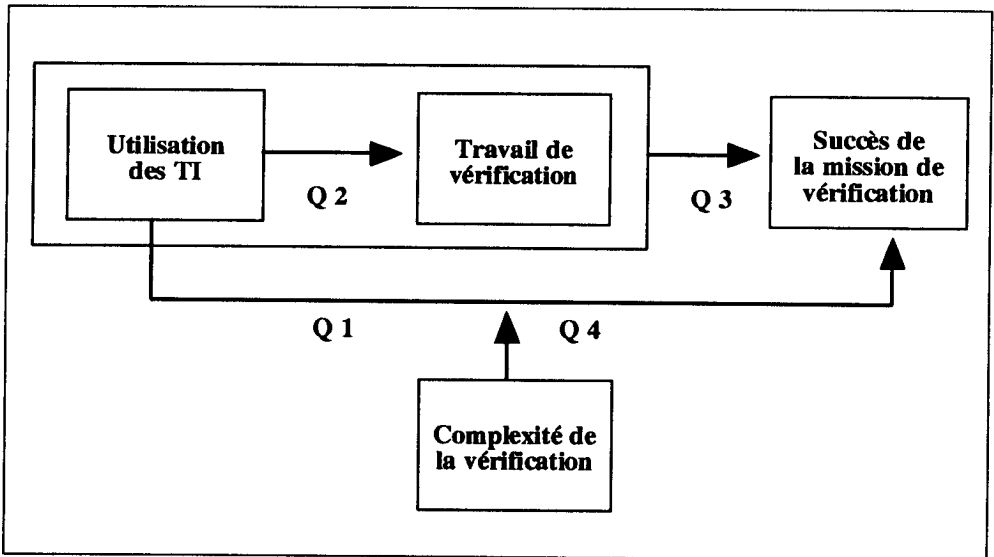 Utilisation
des TI
Q 2
Travail de
vérification
Q 3
Succès de
la mission de
vérification
Q 1
Q 4
Complexité de
la vérification